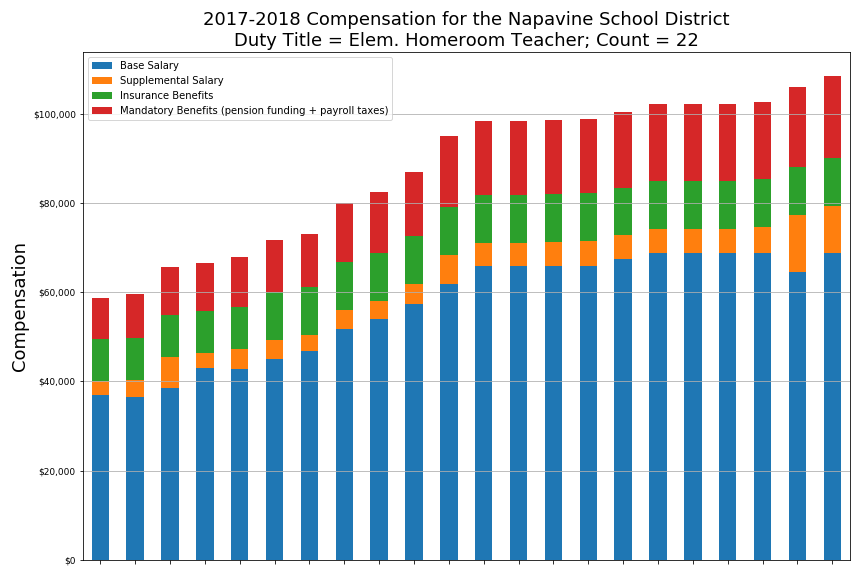 2017-2018 Compensation for the Napavine School District
Duty Title = Elem. Homeroom Teacher; Count = 22
Base Salary
Supplemental Salary
Insurance Benefits
Mandatory Benefits (pension funding + payroll taxes)
$100,000
$80,000
$60,000
$40,000
$20,000
$0
Compensation